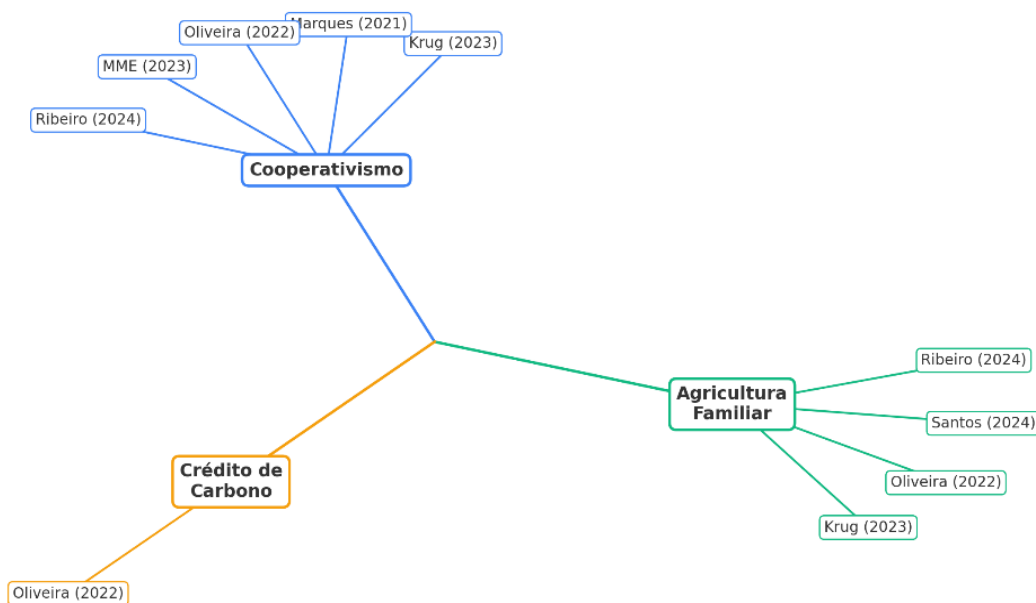 Marques (2021)
Oliveira (2022)
Krug (2023)
MME (2023)
Ribeiro (2024)
Cooperativismo
Ribeiro (2024)
Agricultura
Familiar
Santos (2024)
Crédito de
Carbono
Oliveira (2022)
Krug (2023)
Oliveira (2022)